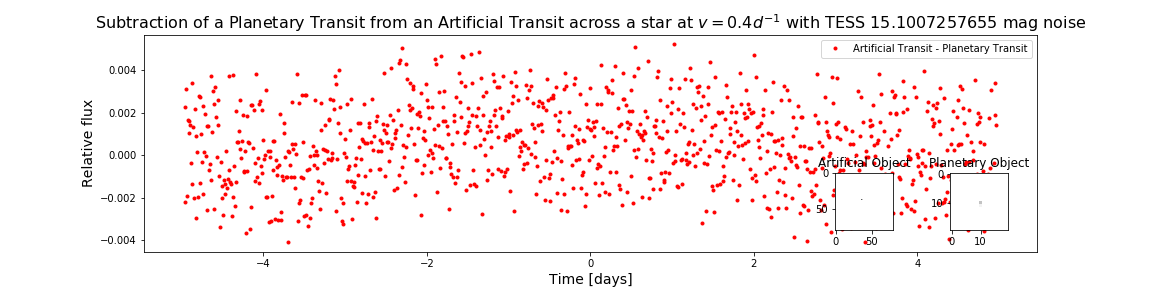 Subtraction of a Planetary Transit from an Artificial Transit across a star at v = 0.4d⁻¹ with TESS 15.1007257655 mag noise
Artificial Transit - Planetary Transit
Relative flux
0.004
0.002
0.000
−0.002
−0.004
Artificial Object
0
50
0 50
Planetary Object
0
10
0 10
−4 −2 0 2 4
Time [days]